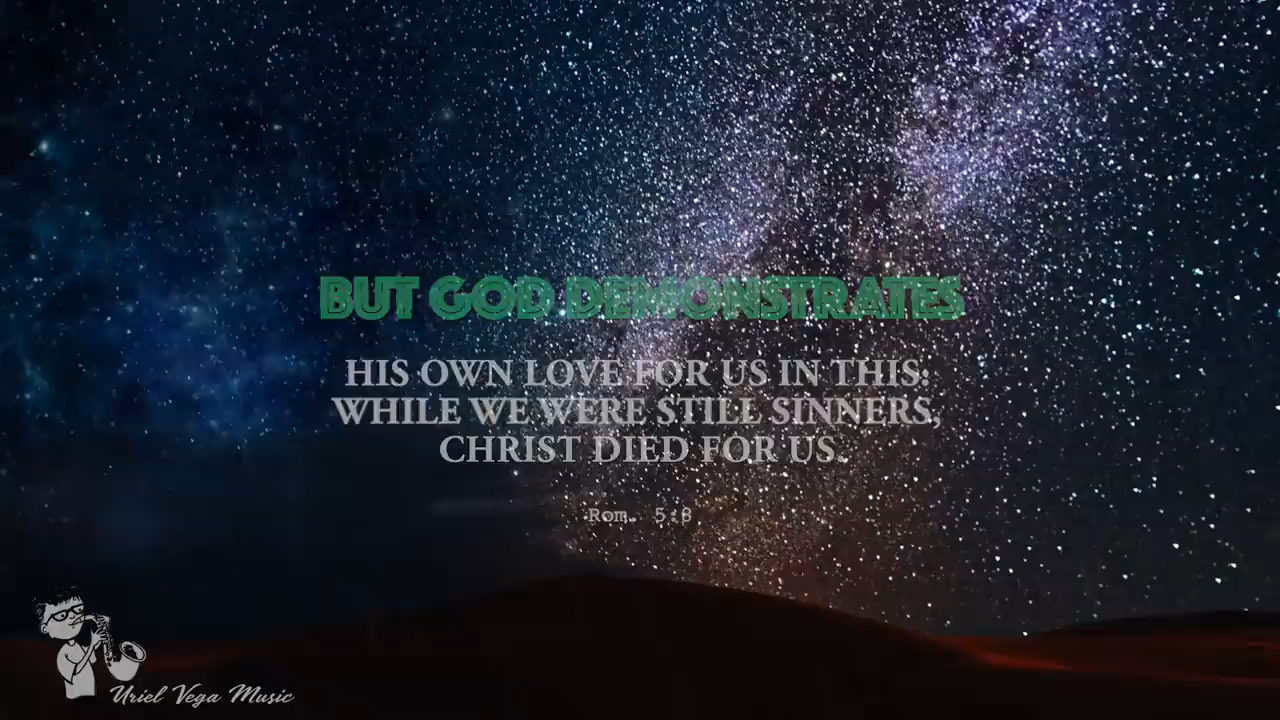 BUT GOD DEMONSTRATES
HIS OWN LOVE FOR US IN THIS:
WHILE WE WERE STILL SINNERS,
CHRIST DIED FOR US.
Rom. 5:8
Uriel Vega Music